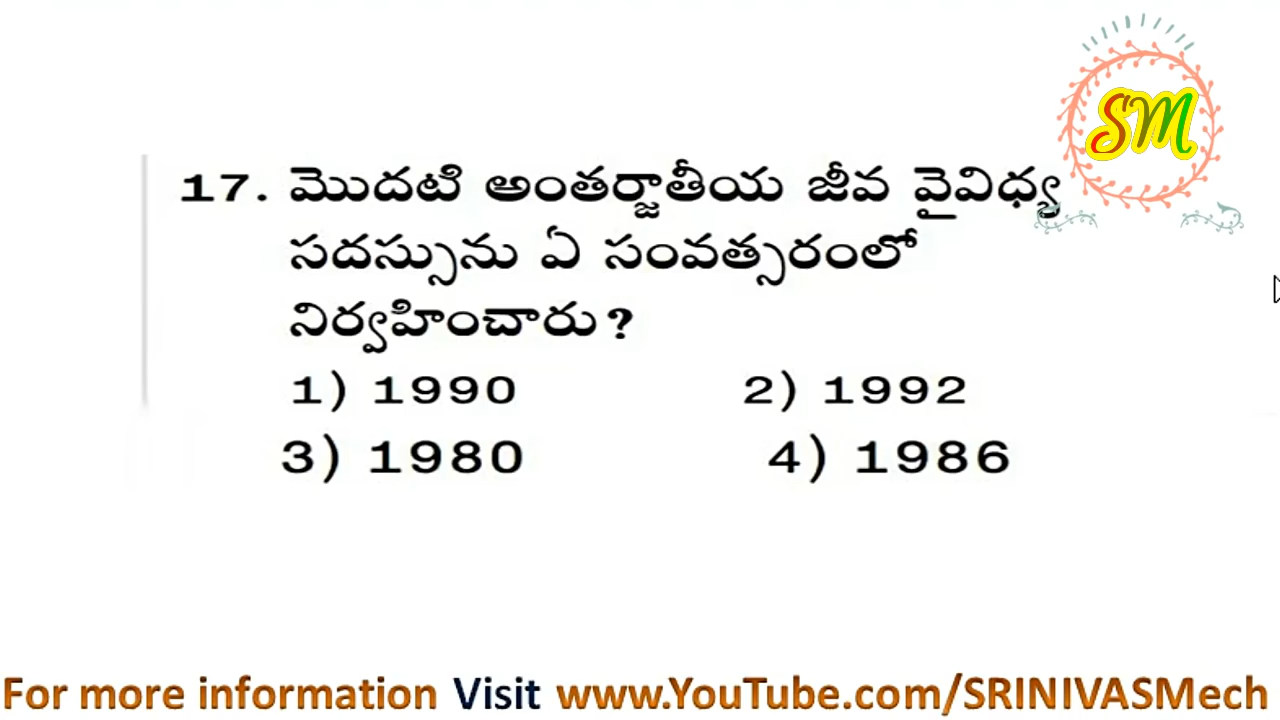 SM
17. మొదటి అంతర్జాతీయ జీవ వైవిధ్య
సదస్సును ఏ సంవత్సరంలో
నిర్వహించారు?
1) 1990 2) 1992
3) 1980 4) 1986
For more information Visit www.YouTube.com/SRINIVASMech